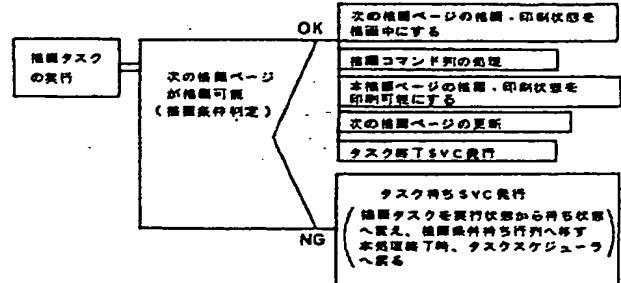 OK
次の描画ページの描画・印刷状態を
描画中にする
描画タスク
の実行
次の描画ページ
が描画可能
(描画条件判定)
描画コマンド列の処理
本描画ページの描画・印刷状態を
印刷可能にする
次の描画ページの更新
タスク終了SVC発行
NG
タスク待ちSVC発行
(描画タスクを実行状態から待ち状態
へ変え、描画条件待ち行列へ移す
本処理終了時、タスクスケジューラ
へ戻る)